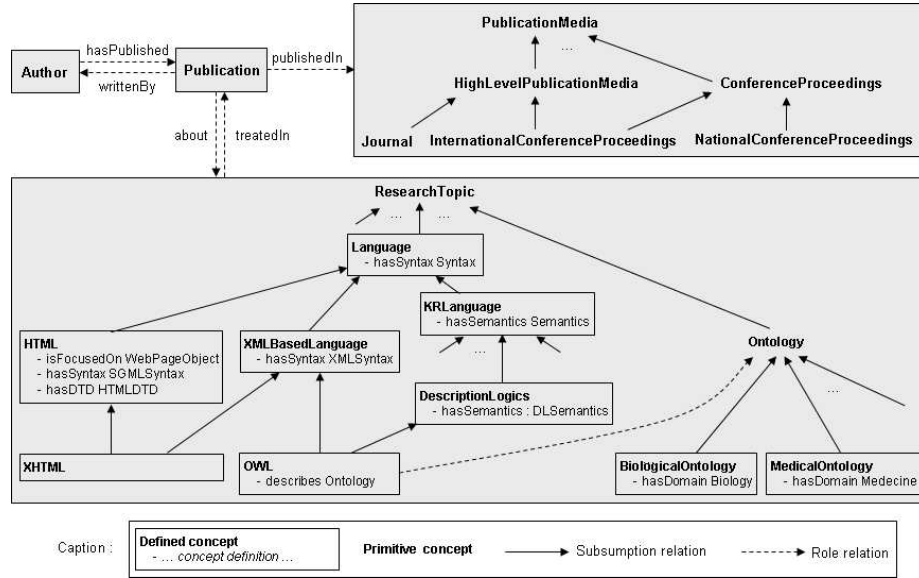 PublicationMedia
...
hasPublished
Author
Publication
publishedIn
writtenBy
HighLevelPublicationMedia
ConferenceProceedings
about
treatedIn
Journal
InternationalConferenceProceedings
NationalConferenceProceedings
ResearchTopic
... ...
Language
- hasSyntax Syntax
KRLanguage
- hasSemantics Semantics
...
HTML
- isFocusedOn WebPageObject
- hasSyntax SGMLSyntax
- hasDTD HTMLDTD
XMLBasedLanguage
- hasSyntax XMLSyntax
Ontology
...
DescriptionLogics
- hasSemantics : DLSemantics
XHTML
OWL
- describes Ontology
BiologicalOntology
- hasDomain Biology
MedicalOntology
- hasDomain Medecine
Caption :
Defined concept
- ... concept definition ...
Primitive concept
Subsumption relation
Role relation